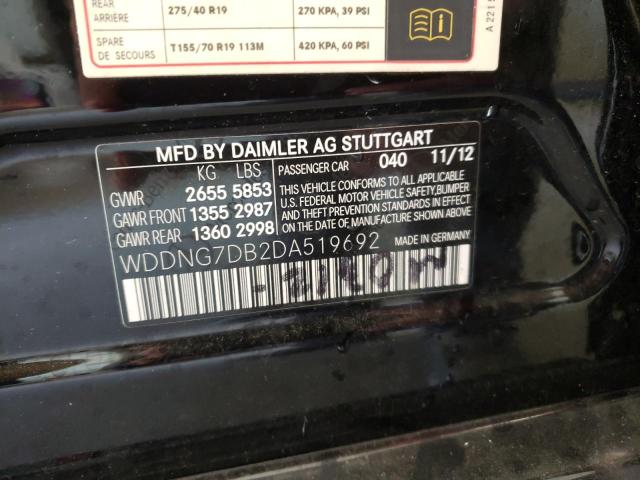 REAR
ARRIERE
275/40 R19
270 KPA, 39 PSI
SPARE
DE SECOURS
T155/70 R19 113M
420 KPA, 60 PSI
A 221 5
MFD BY DAIMLER AG STUTTGART
KG LBS
PASSENGER CAR 040 11/12
GVWR 2655 5853
GAWR FRONT 1355 2987
GAWR REAR 1360 2998
THIS VEHICLE CONFORMS TO ALL APPLICABLE
U.S. FEDERAL MOTOR VEHICLE SAFETY,BUMPER
AND THEFT PREVENTION STANDARDS IN EFFECT
ON THE DATE OF MANUFACTURE SHOWN ABOVE.
WDDNG7DB2DA519692
MADE IN GERMANY